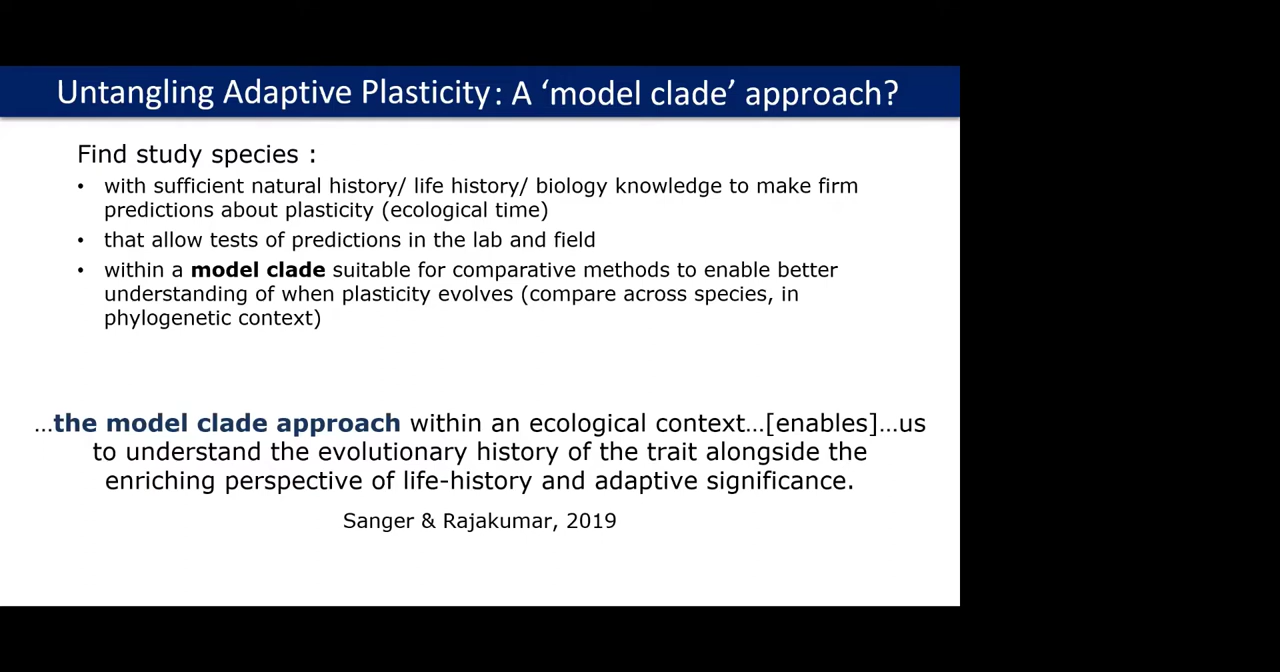 Untangling Adaptive Plasticity: A ‘model clade’ approach?
Find study species :
• with sufficient natural history/ life history/ biology knowledge to make firm
predictions about plasticity (ecological time)
• that allow tests of predictions in the lab and field
• within a model clade suitable for comparative methods to enable better
understanding of when plasticity evolves (compare across species, in
phylogenetic context)
…the model clade approach within an ecological context…[enables]…us
to understand the evolutionary history of the trait alongside the
enriching perspective of life-history and adaptive significance.
Sanger & Rajakumar, 2019